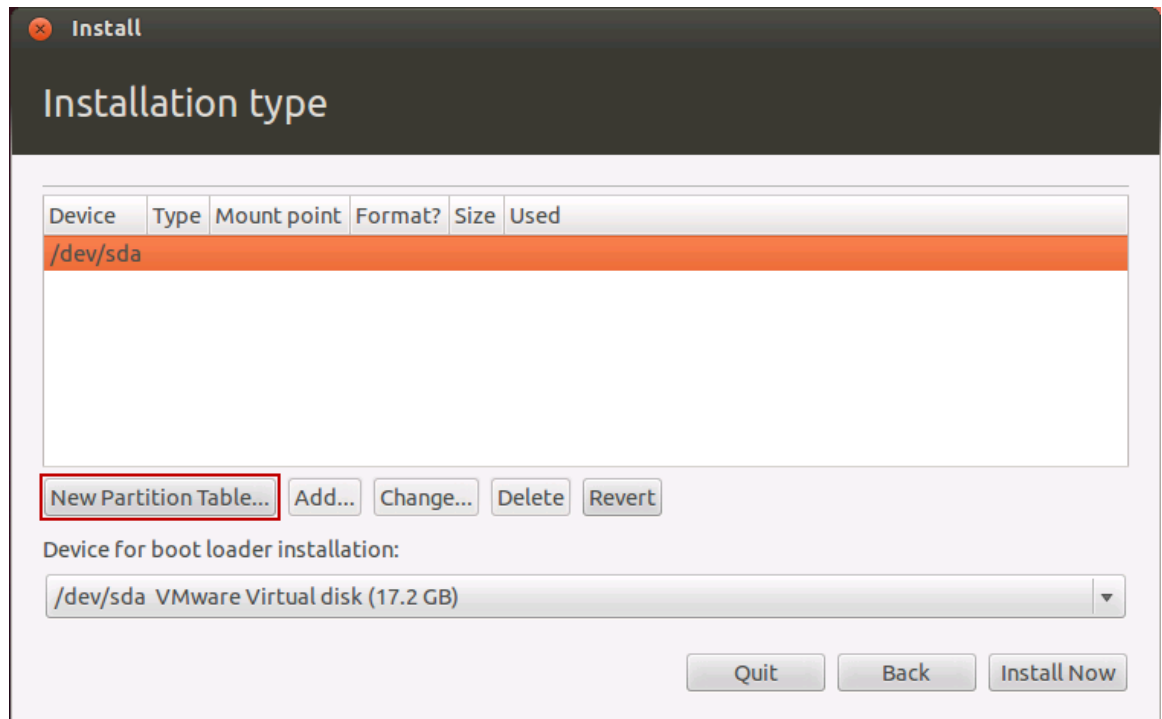 Install
Installation type
Device Type Mount point Format? Size Used
/dev/sda
New Partition Table... Add... Change... Delete Revert
Device for boot loader installation:
/dev/sda VMware Virtual disk (17.2 GB)
Quit Back Install Now